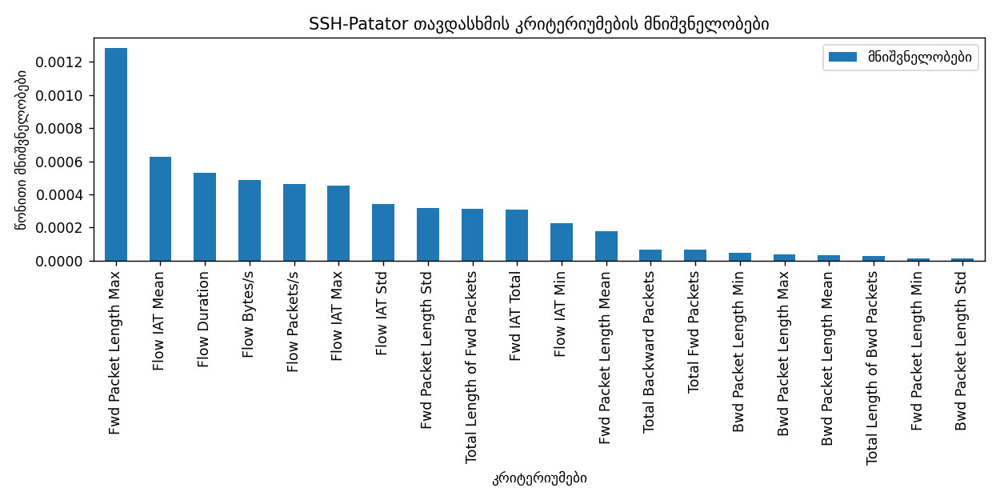 SSH-Patator თავდასხმის კრიტერიუმების მნიშვნელობები
მნიშვნელობები
წონითი მნიშვნელობები
0.0012
0.0010
0.0008
0.0006
0.0004
0.0002
0.0000
Fwd Packet Length Max
Flow IAT Mean
Flow Duration
Flow Bytes/s
Flow Packets/s
Flow IAT Max
Flow IAT Std
Fwd Packet Length Std
Total Length of Fwd Packets
Fwd IAT Total
Flow IAT Min
Fwd Packet Length Mean
Total Backward Packets
Total Fwd Packets
Bwd Packet Length Min
Bwd Packet Length Max
Bwd Packet Length Mean
Total Length of Bwd Packets
Fwd Packet Length Min
Bwd Packet Length Std
კრიტერიუმები